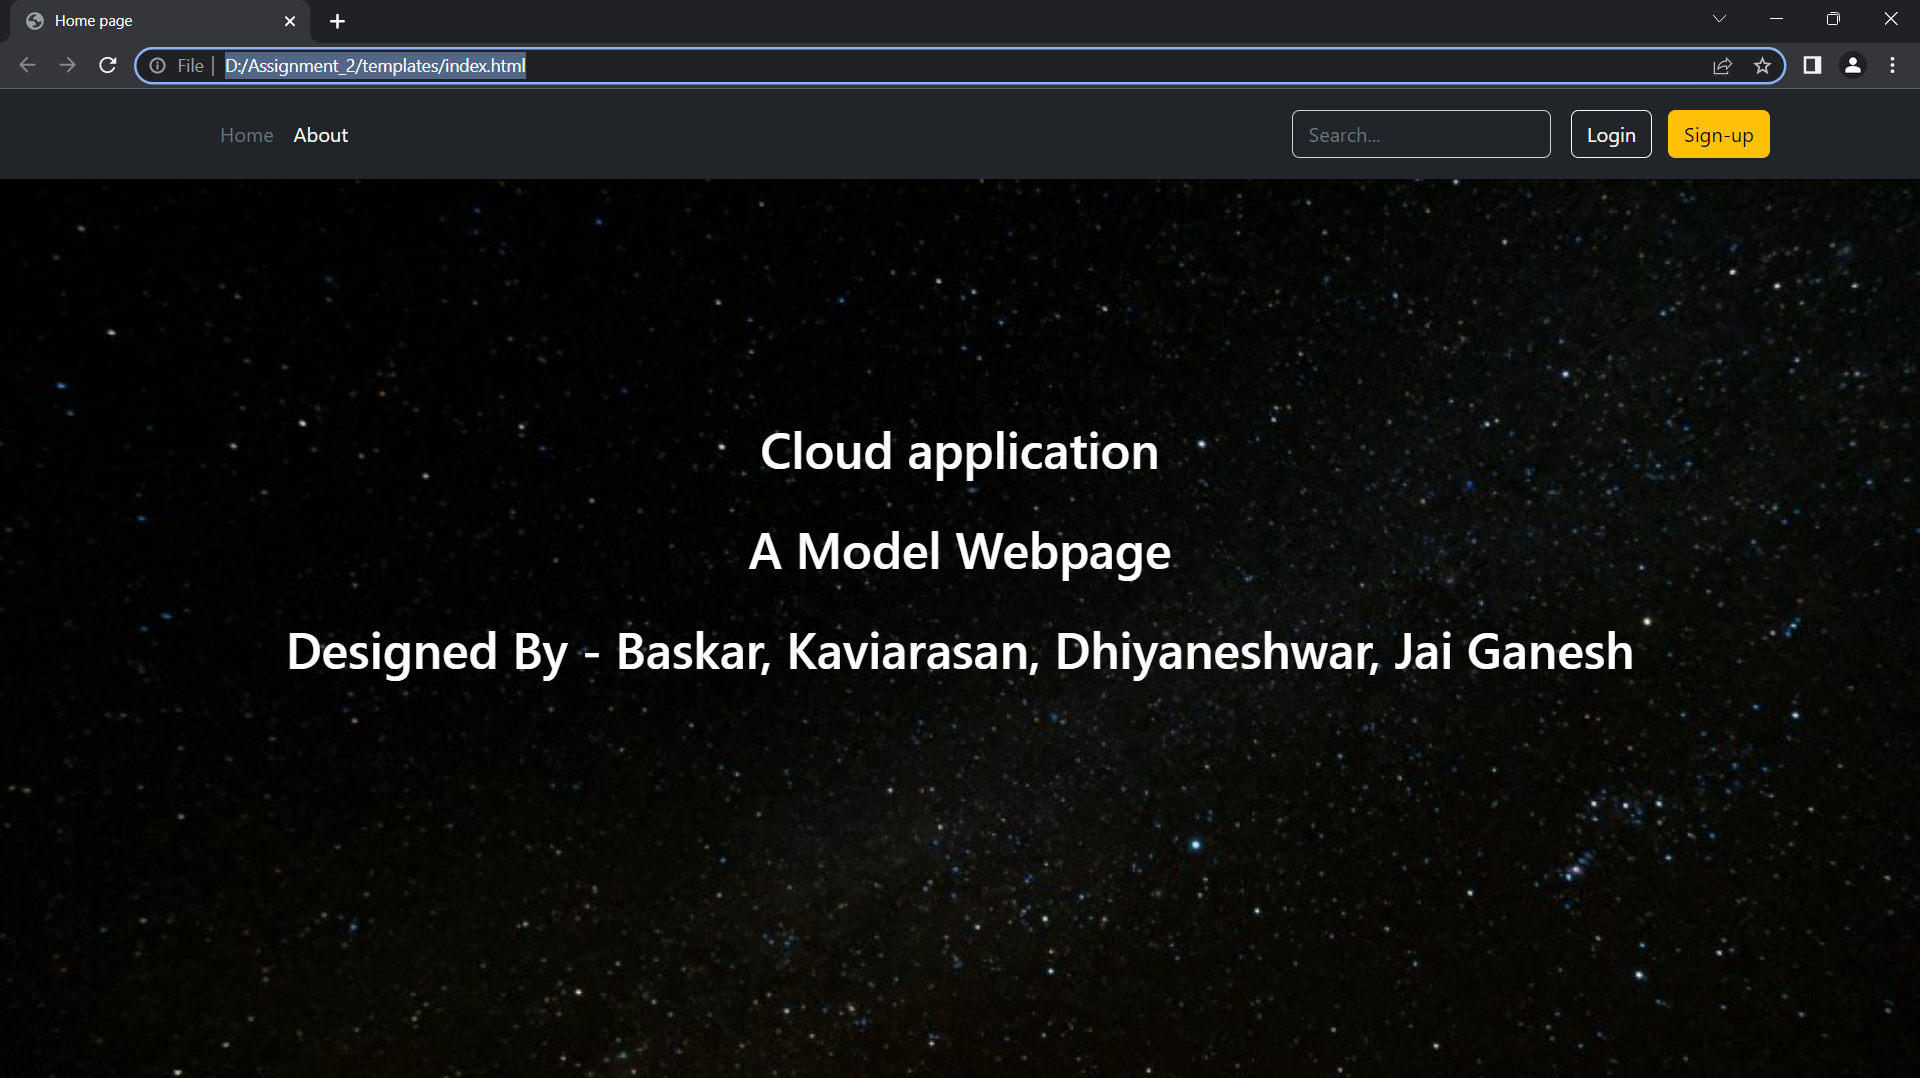 Home page
File
D:/Assignment_2/templates/index.html
Home About Search... Login Sign-up
Cloud application
A Model Webpage
Designed By - Baskar, Kaviarasan, Dhiyaneshwar, Jai Ganesh